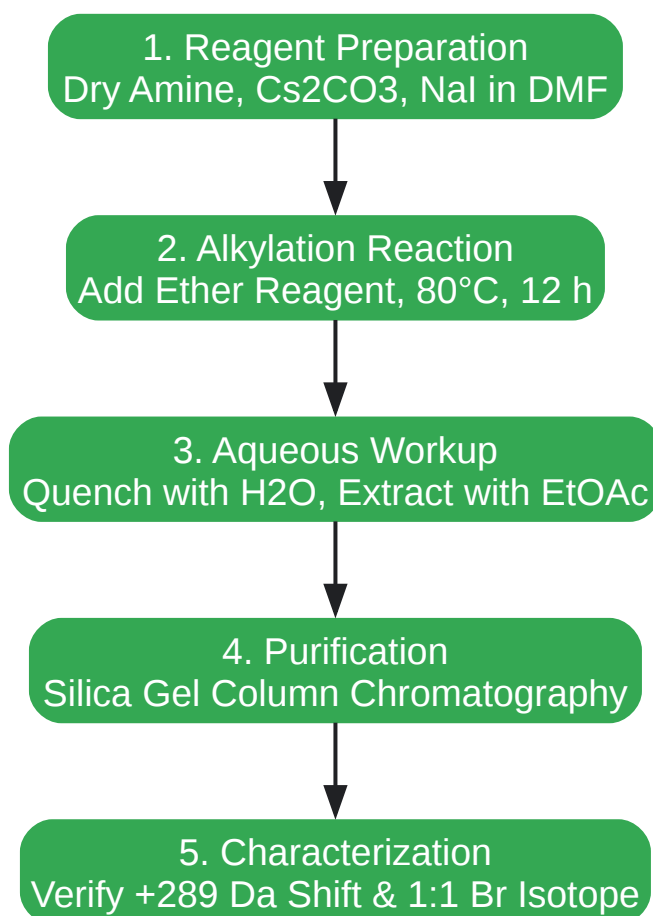 1. Reagent Preparation
Dry Amine, Cs2CO3, NaI in DMF
2. Alkylation Reaction
Add Ether Reagent, 80°C, 12 h
3. Aqueous Workup
Quench with H2O, Extract with EtOAc
4. Purification
Silica Gel Column Chromatography
5. Characterization
Verify +289 Da Shift & 1:1 Br Isotope